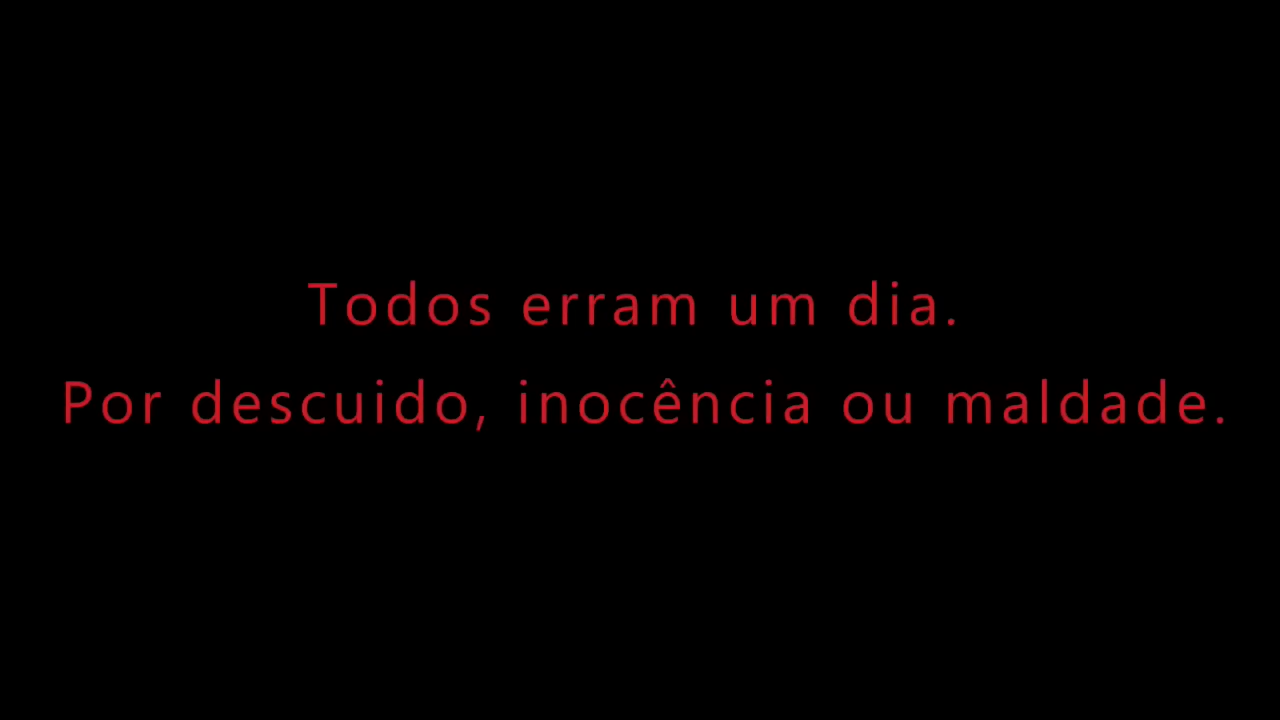 Todos erram um dia.
Por descuido, inocência ou maldade.